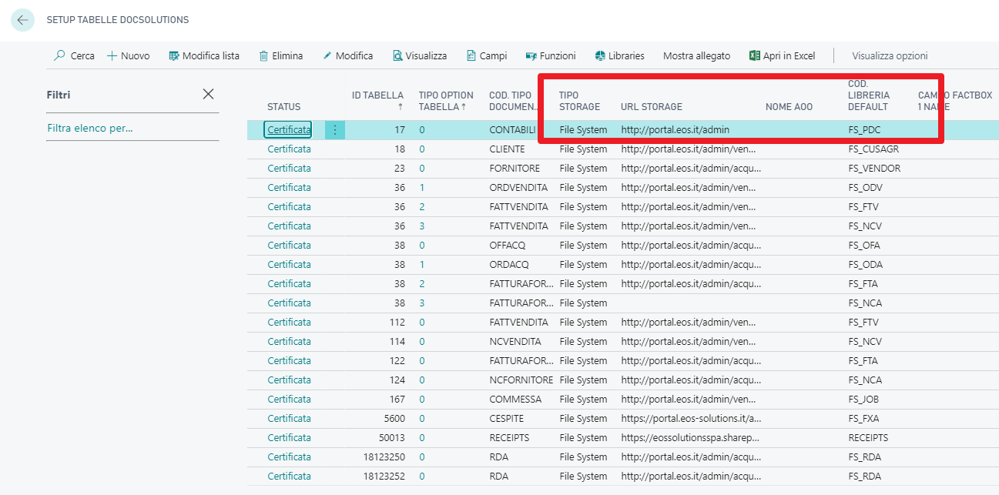 SETUP TABELLE DOCSOLUTIONS
Cerca Nuovo Modifica lista Elimina Modifica Visualizza Campi Funzioni Libraries Mostra allegato Apri in Excel Visualizza opzioni
Filtri
Filtra elenco per...
STATUS ID TABELLA ↑ TIPO OPTION TABELLA ↑ COD. TIPO DOCUMEN... TIPO STORAGE URL STORAGE NOME AOO COD. LIBRERIA DEFAULT FACTBOX
Certificata 17 0 CONTABILI File System http://portal.eos.it/admin FS_PDC
Certificata 18 0 CLIENTE File System http://portal.eos.it/admin/ven... FS_CUSAGR
Certificata 23 0 FORNITORE File System http://portal.eos.it/admin/acqu... FS_VENDOR
Certificata 36 1 ORDVENDITA File System http://portal.eos.it/admin/ven... FS_ODV
Certificata 36 2 FATTVENDITA File System http://portal.eos.it/admin/ven... FS_FTV
Certificata 36 3 FATTVENDITA File System http://portal.eos.it/admin/ven... FS_NCV
Certificata 38 0 OFFACQ File System http://portal.eos.it/admin/acqu... FS_OFA
Certificata 38 1 ORDACQ File System http://portal.eos.it/admin/acqu... FS_ODA
Certificata 38 2 FATTURAFOR... File System http://portal.eos.it/admin/acqu... FS_FTA
Certificata 38 3 FATTURAFOR... File System FS_NCA
Certificata 112 0 FATTVENDITA File System http://portal.eos.it/admin/ven... FS_FTV
Certificata 114 0 NCVENDITA File System http://portal.eos.it/admin/ven... FS_NCV
Certificata 122 0 FATTURAFOR... File System http://portal.eos.it/admin/acqu... FS_FTA
Certificata 124 0 NCFORNITORE File System http://portal.eos.it/admin/acqu... FS_NCA
Certificata 167 0 COMMESSA File System http://portal.eos.it/admin/ven... FS_JOB
Certificata 5600 0 CESPITE File System https://portal.eos-solutions.it/a... FS_FXA
Certificata 50013 0 RECEIPTS File System https://eossolutionsspa.sharep... RECEIPTS
Certificata 18123250 0 RDA File System http://portal.eos.it/admin/acqu... FS_RDA
Certificata 18123252 0 RDA File System http://portal.eos.it/admin/acqu... FS_RDA